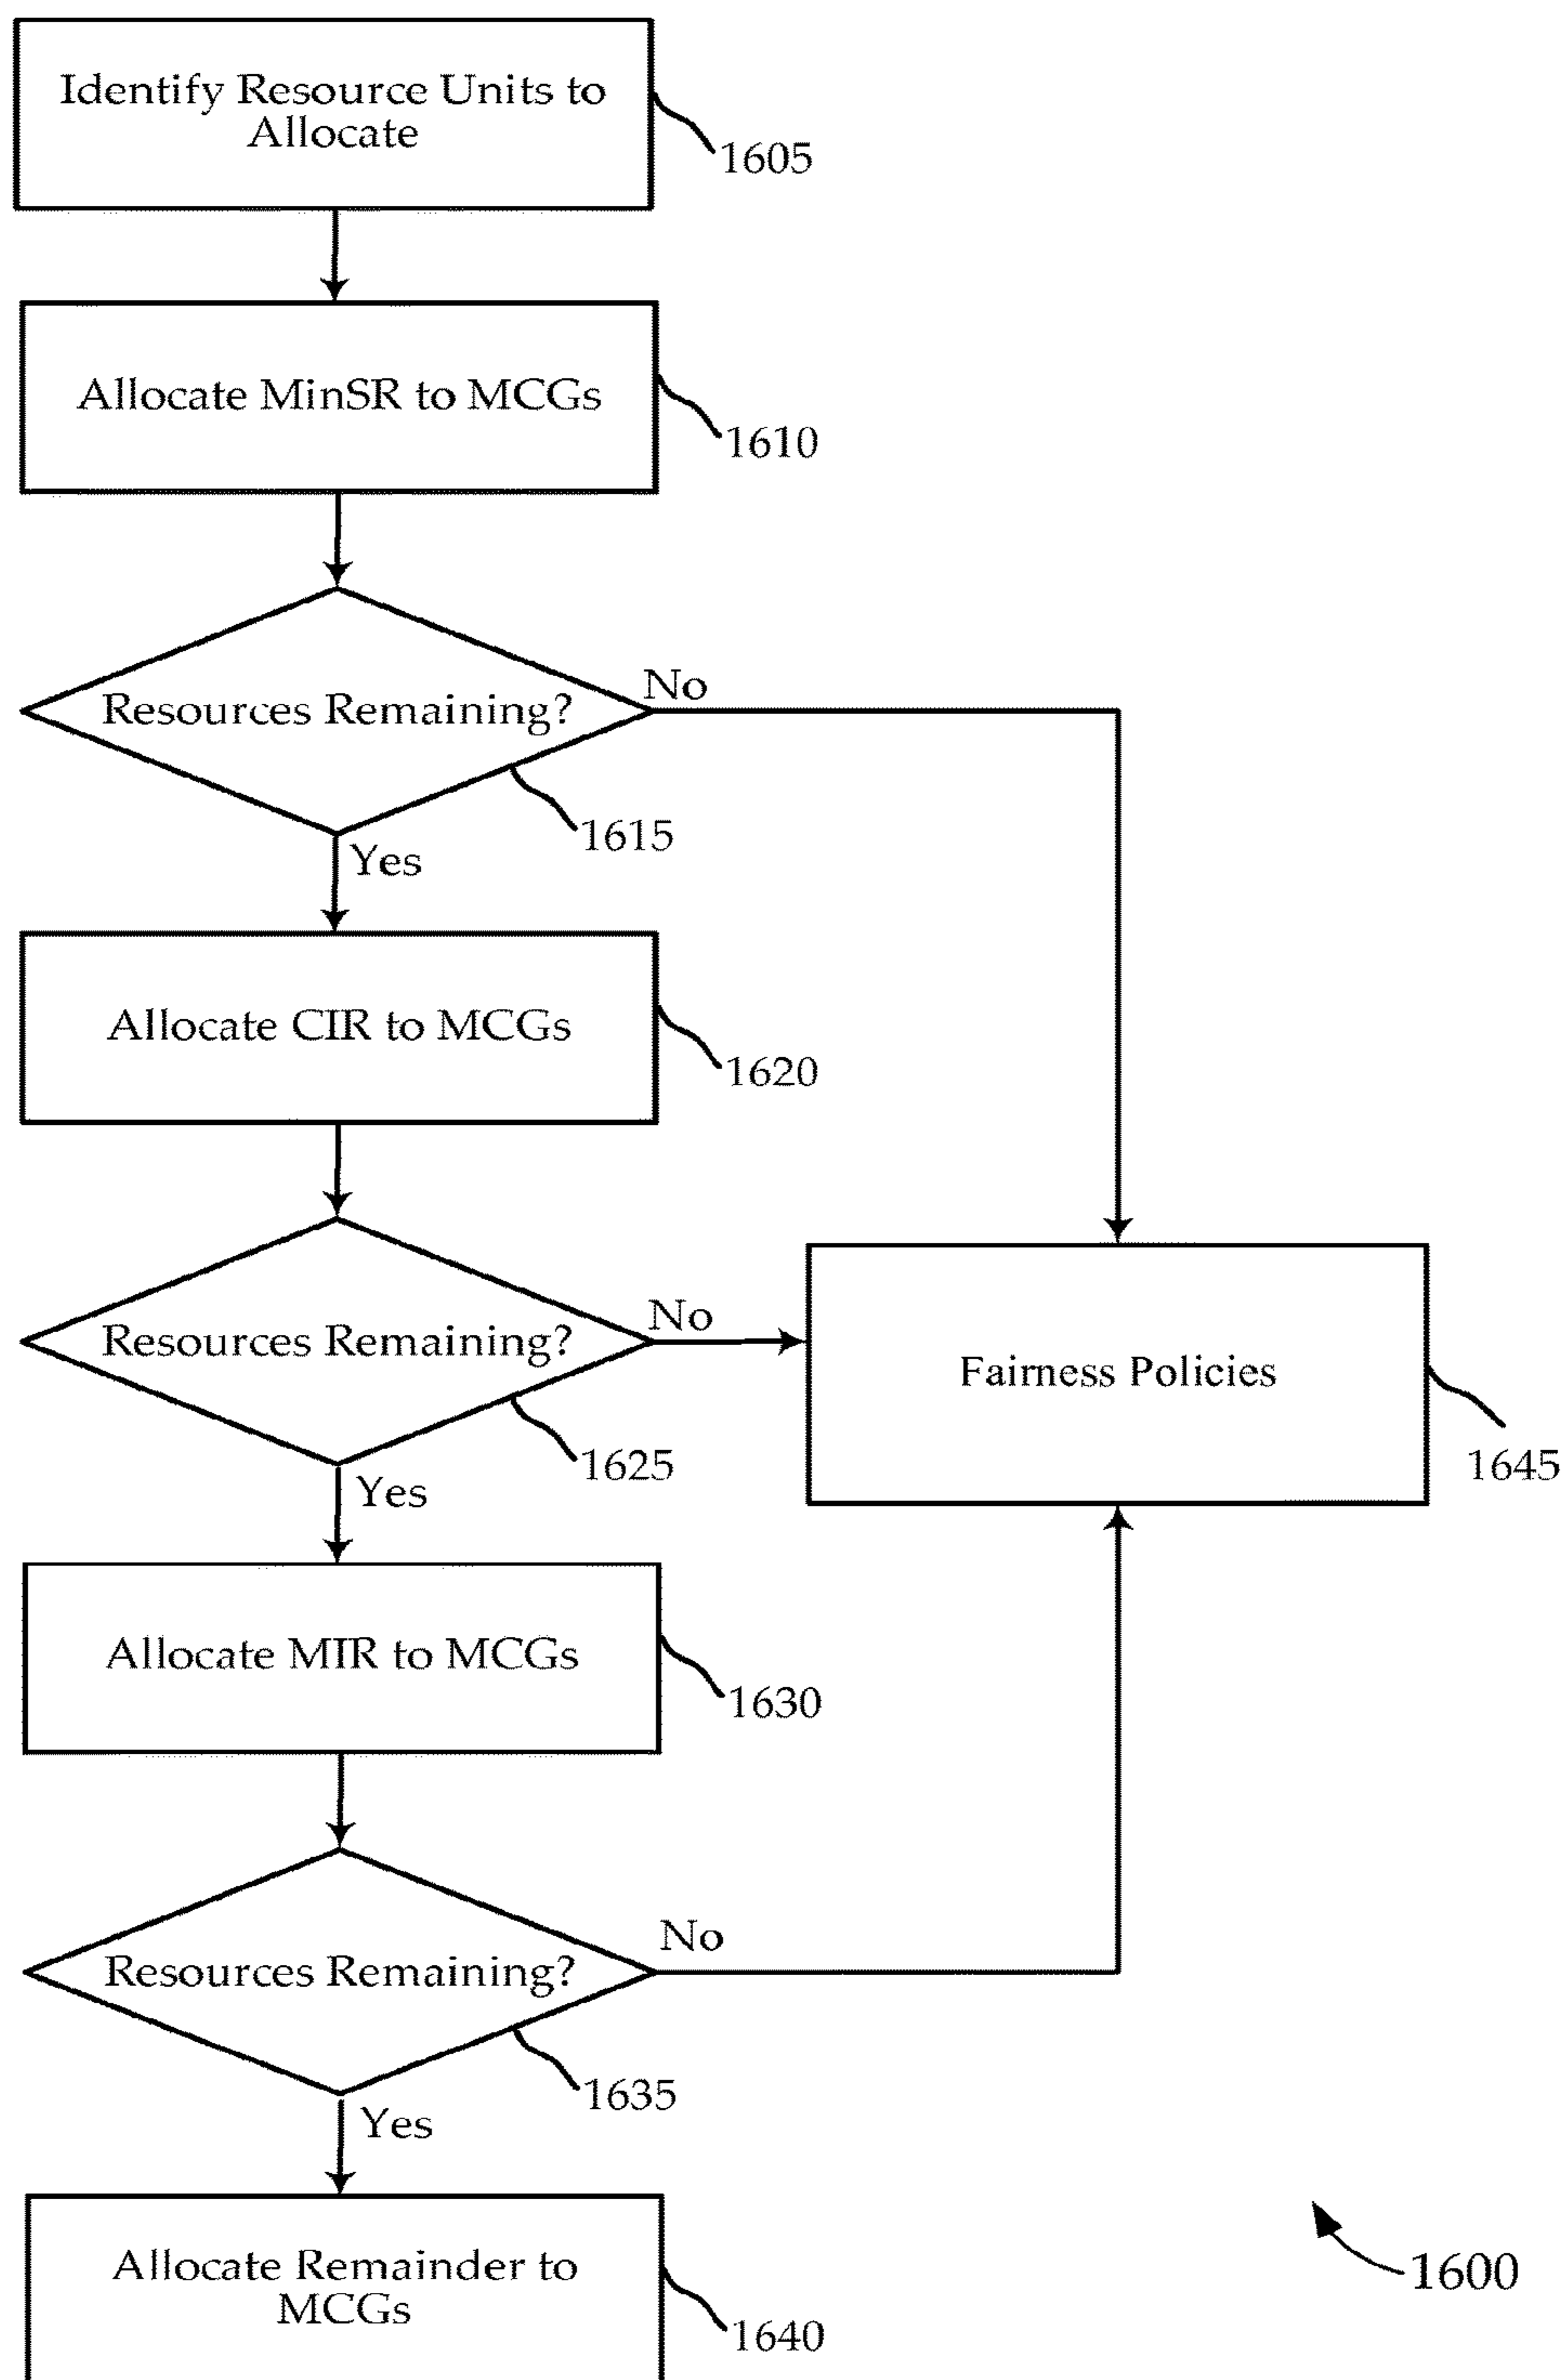 Identify Resource Units to
Allocate
1605
Allocate MinSR to MCGs
1610
Resources Remaining?
No
1615
Yes
Allocate CIR to MCGs
1620
Resources Remaining?
No
1625
Yes
Fairness Policies
1645
Allocate MIR to MCGs
1630
Resources Remaining?
No
1635
Yes
Allocate Remainder to
MCGs
1640
1600